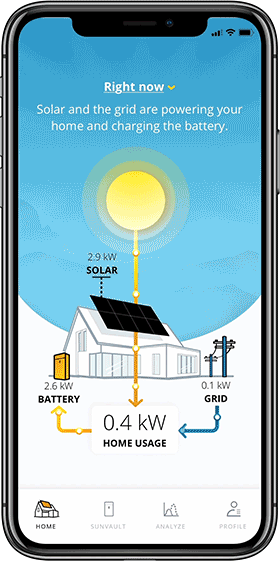 Right now
Solar and the grid are powering your
home and charging the battery.
2.9 kW
SOLAR
2.6 kW
BATTERY
0.1 kW
GRID
0.4 kW
HOME USAGE
HOME
SUNVAULT
ANALYZE
PROFILE